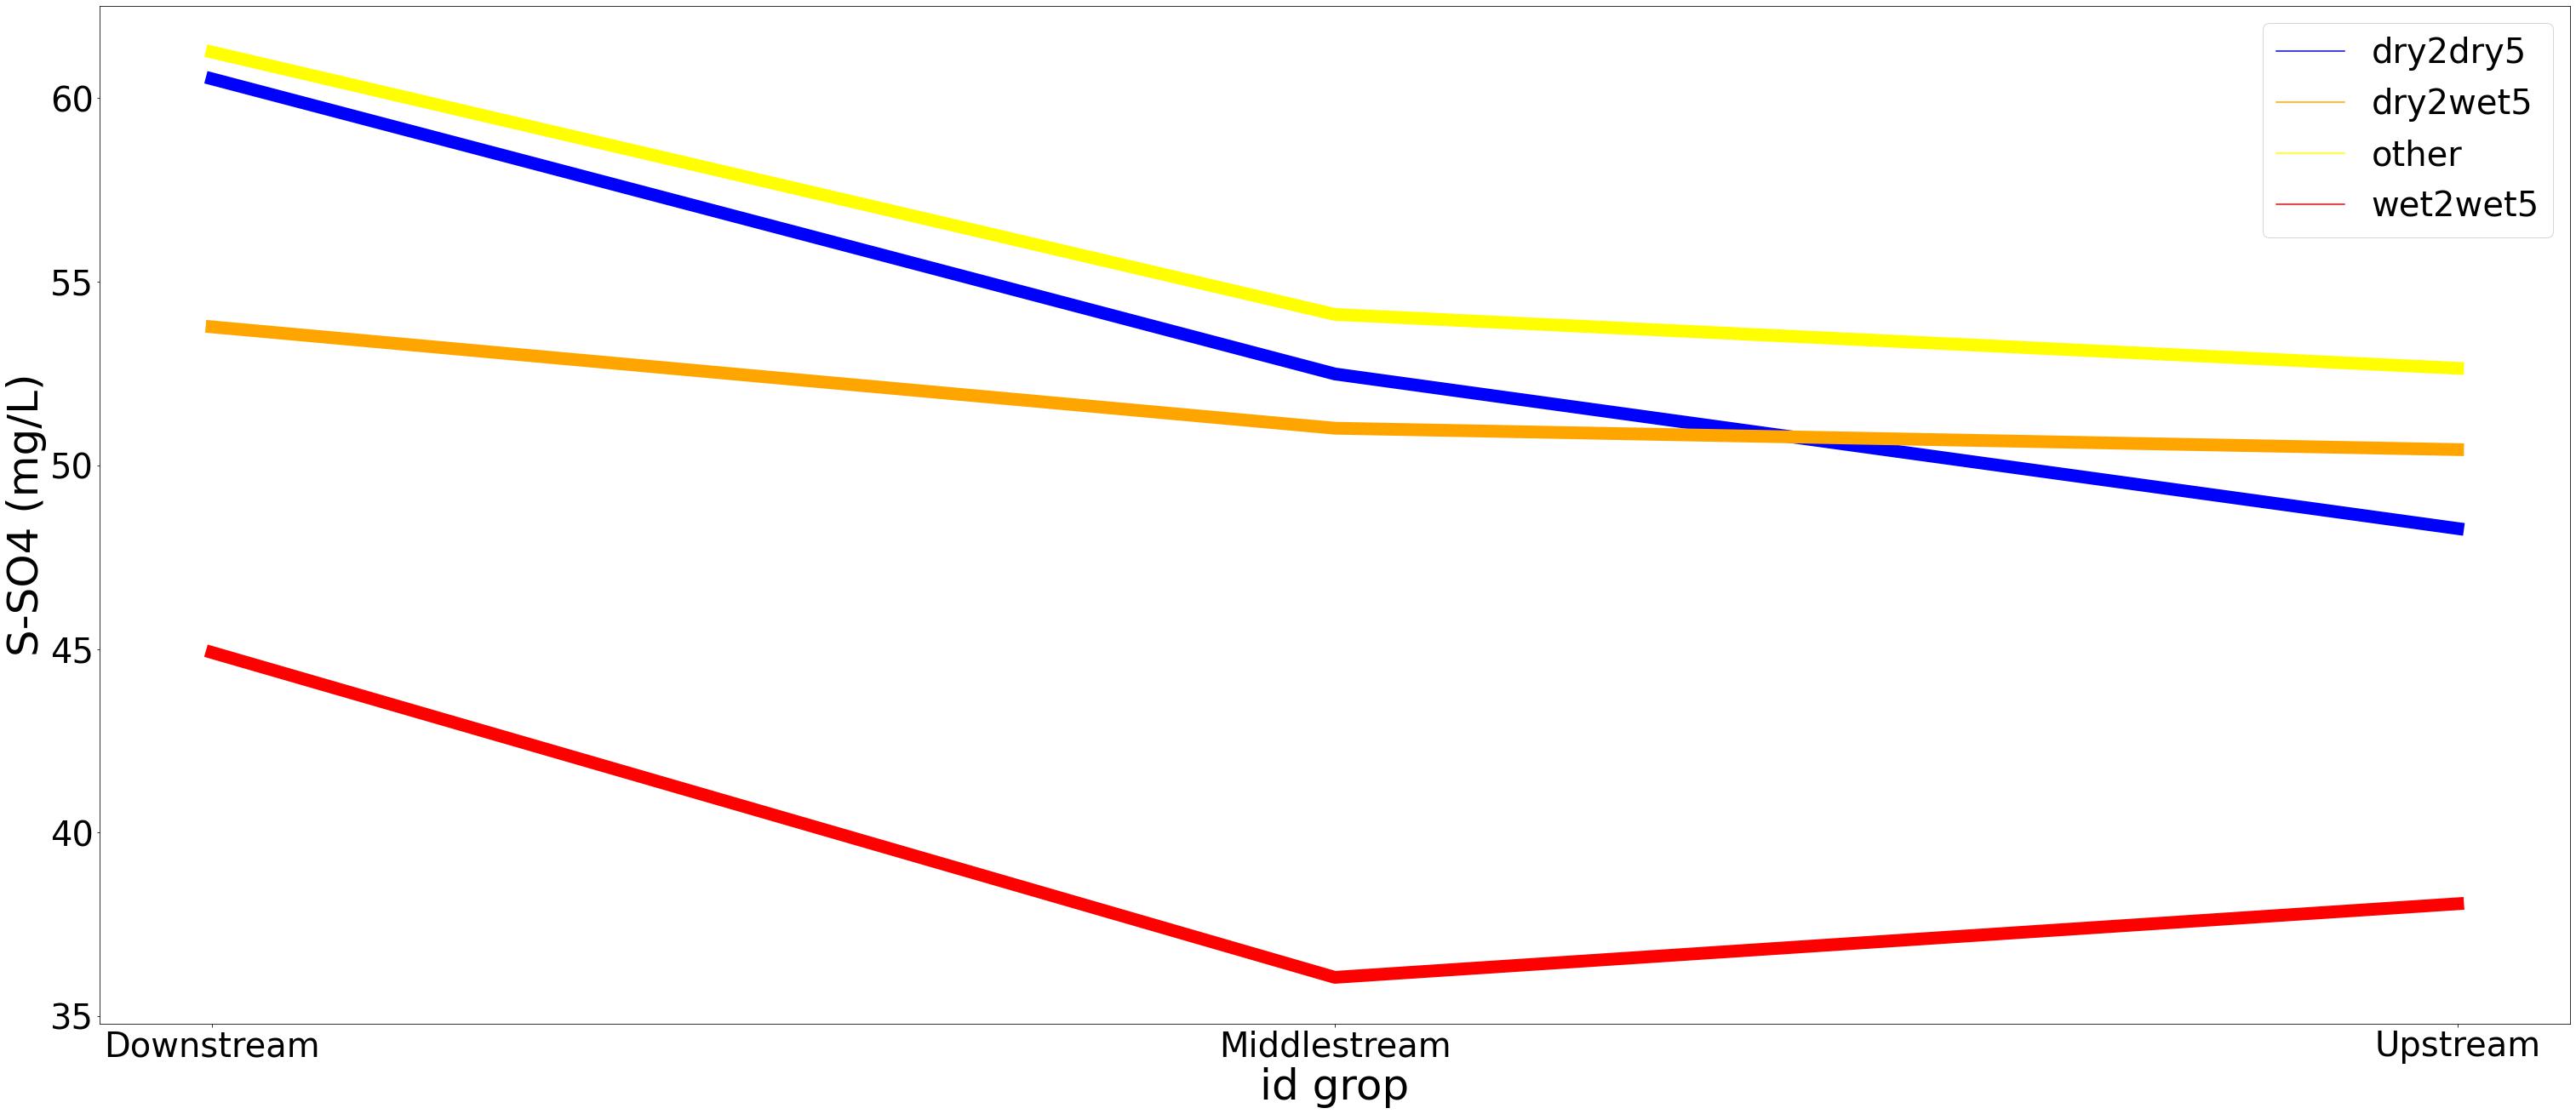 S-SO4 (mg/L)
60
55
50
45
40
35
dry2dry5
dry2wet5
other
wet2wet5
Downstream
Middlestream
Upstream
id grop